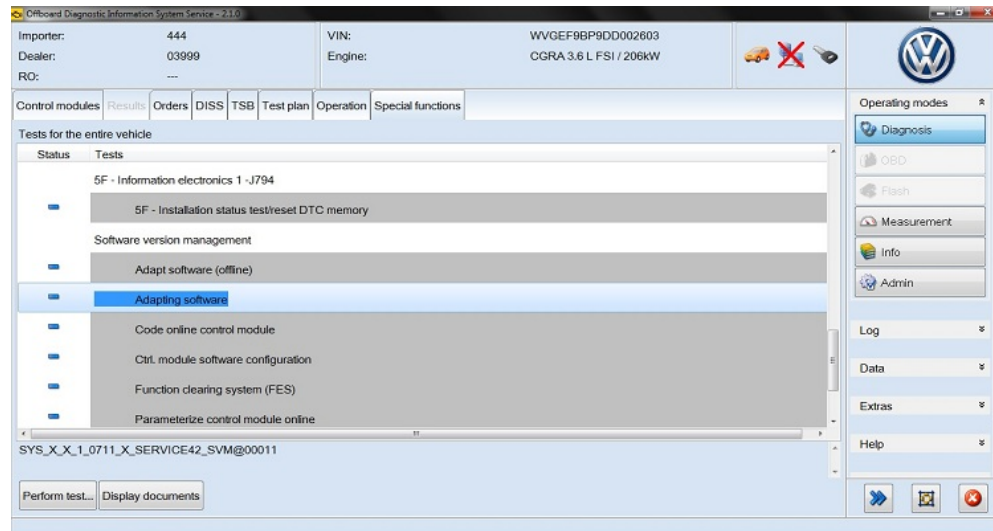 Offboard Diagnostic Information System Service - 2.1.0
Importer: 444 VIN: WVGEF9BP9DD002603
Dealer: 03999 Engine: CGRA 3.6 L FSI / 206kW
RO: ---
Control modules Results Orders DISS TSB Test plan Operation Special functions
Operating modes
Tests for the entire vehicle
Diagnosis
Status Tests
OBD
5F - Information electronics 1 -J794
Flash
5F - Installation status test/reset DTC memory
Measurement
Software version management
Info
Adapt software (offline)
Admin
Adapting software
Code online control module
Log
Ctrl. module software configuration
Data
Function clearing system (FES)
Extras
Parameterize control module online
Help
SYS_X_X_1_0711_X_SERVICE42_SVM@00011
Perform test... Display documents